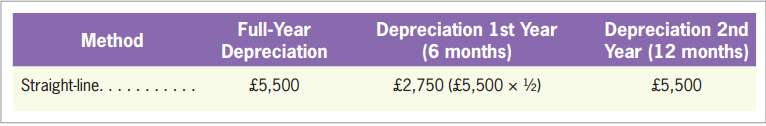 Method
Full-Year
Depreciation
Depreciation 1st Year
(6 months)
Depreciation 2nd
Year (12 months)
Straight-line. . . . . . . . . . . £5,500 £2,750 (£5,500 × ½) £5,500